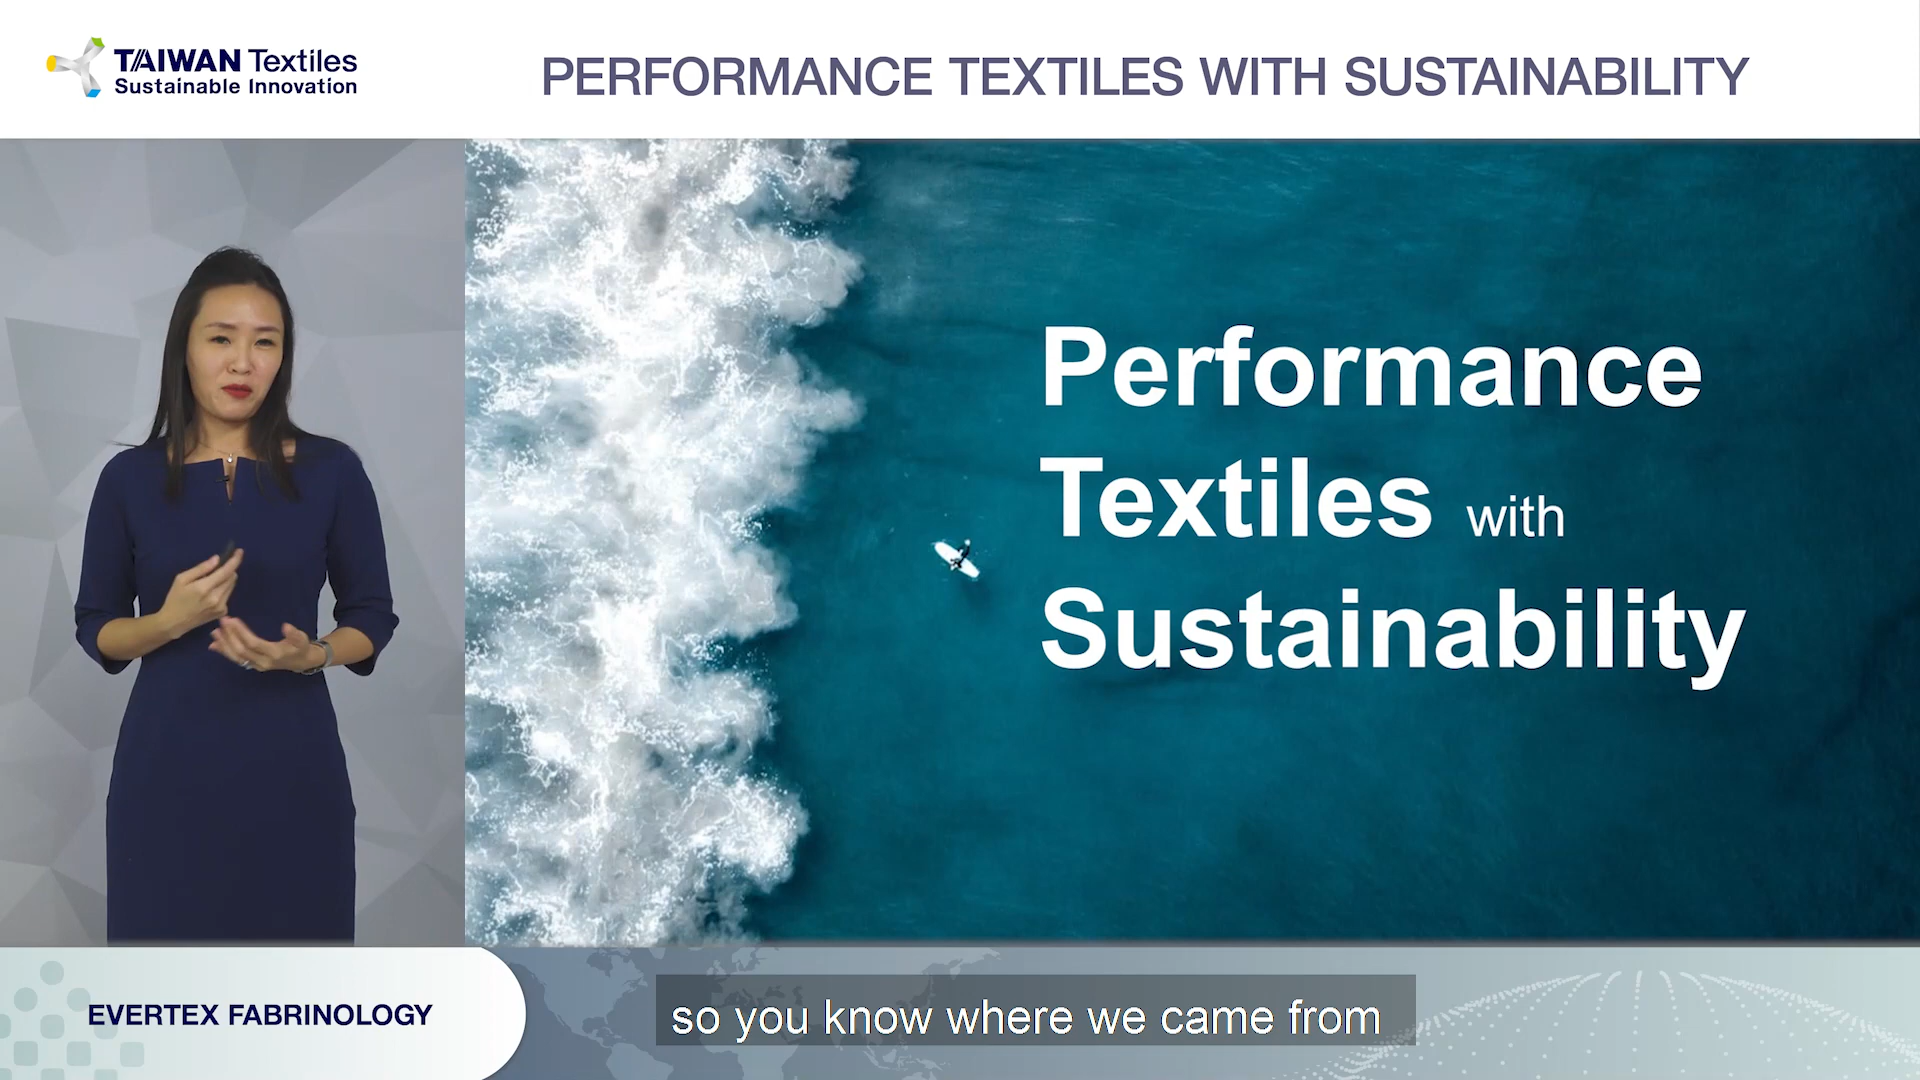 TAIWAN Textiles
Sustainable Innovation
PERFORMANCE TEXTILES WITH SUSTAINABILITY
Performance
Textiles with
Sustainability
EVERTEX FABRINOLOGY
so you know where we came from